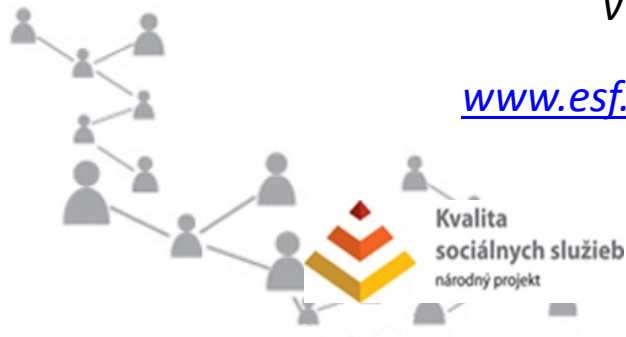 v
www.esf.
Kvalita
sociálnych služieb
národný projekt